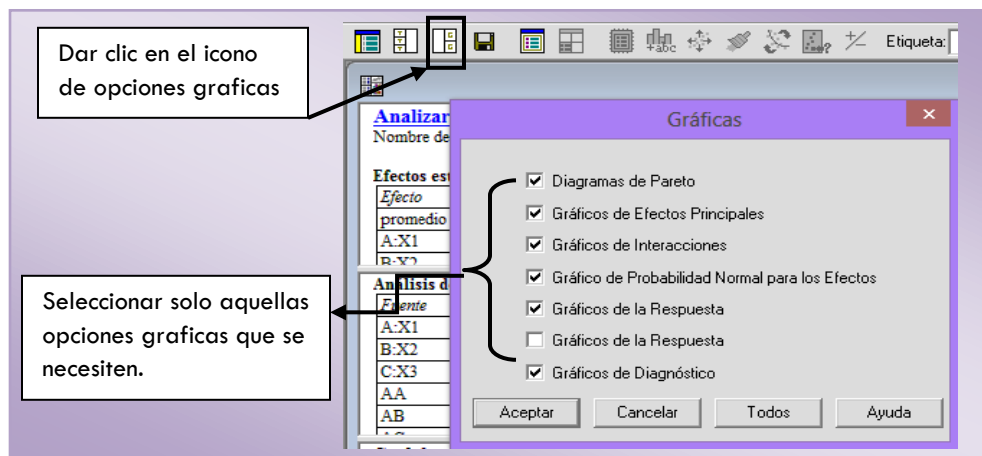 Dar clic en el icono
de opciones graficas
Etiqueta:
Analizar
Nombre de
Efectos est
Efecto
promedio
A:X1
B:X2
Análisis d
Fuente
A:X1
B:X2
C:X3
AA
AB
Gráficas
Diagramas de Pareto
Gráficos de Efectos Principales
Gráficos de Interacciones
Gráfico de Probabilidad Normal para los Efectos
Gráficos de la Respuesta
Gráficos de la Respuesta
Gráficos de Diagnóstico
Aceptar Cancelar Todos Ayuda
Seleccionar solo aquellas
opciones graficas que se
necesiten.